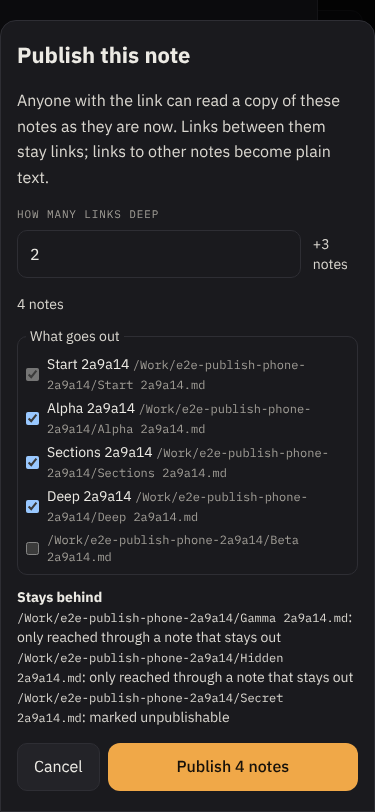 Publish this note
Anyone with the link can read a copy of these
notes as they are now. Links between them
stay links; links to other notes become plain
text.
HOW MANY LINKS DEEP
2
+3
notes
4 notes
What goes out
Start 2a9a14 /Work/e2e-publish-phone-
2a9a14/Start 2a9a14.md
Alpha 2a9a14 /Work/e2e-publish-phone-
2a9a14/Alpha 2a9a14.md
Sections 2a9a14 /Work/e2e-publish-phone-
2a9a14/Sections 2a9a14.md
Deep 2a9a14 /Work/e2e-publish-phone-
2a9a14/Deep 2a9a14.md
/Work/e2e-publish-phone-2a9a14/Beta
2a9a14.md
Stays behind
/Work/e2e-publish-phone-2a9a14/Gamma 2a9a14.md:
only reached through a note that stays out
/Work/e2e-publish-phone-2a9a14/Hidden
2a9a14.md: only reached through a note that stays out
/Work/e2e-publish-phone-2a9a14/Secret
2a9a14.md: marked unpublishable
Cancel
Publish 4 notes